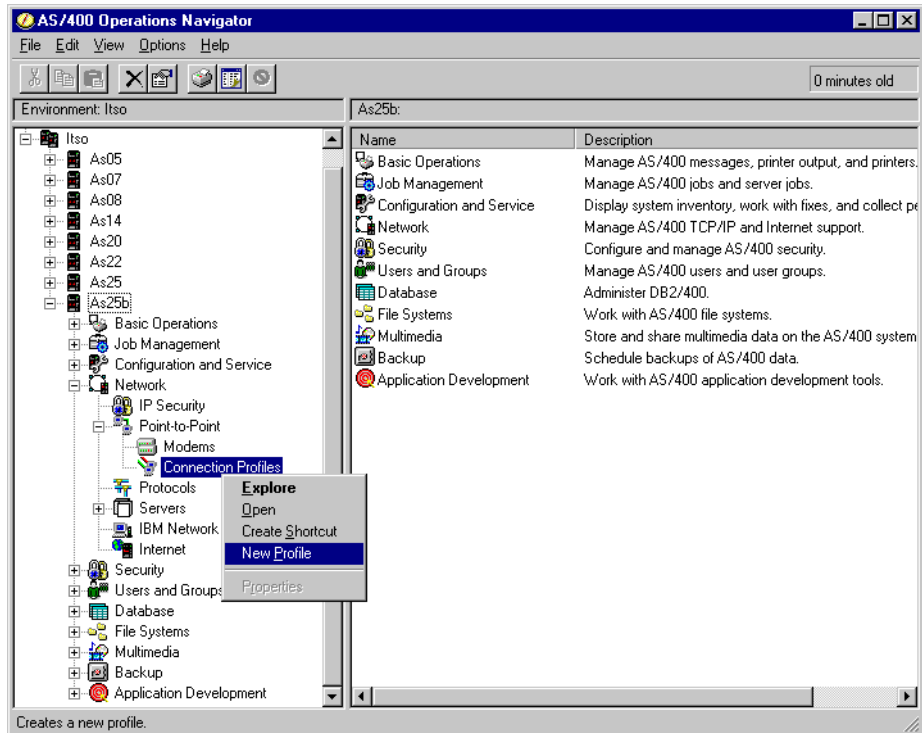 AS/400 Operations Navigator
File Edit View Options Help
0 minutes old
Environment: Itso
As25b:
Itso
As05
As07
As08
As14
As20
As22
As25
As25b
Basic Operations
Job Management
Configuration and Service
Network
IP Security
Point-to-Point
Modems
Connection Profiles
Protocols
Servers
IBM Network
Internet
Security
Users and Groups
Database
File Systems
Multimedia
Backup
Application Development
Explore
Open
Create Shortcut
New Profile
Properties
Name Description
Basic Operations Manage AS/400 messages, printer output, and printers.
Job Management Manage AS/400 jobs and server jobs.
Configuration and Service Display system inventory, work with fixes, and collect pe
Network Manage AS/400 TCP/IP and Internet support.
Security Configure and manage AS/400 security.
Users and Groups Manage AS/400 users and user groups.
Database Administer DB2/400.
File Systems Work with AS/400 file systems.
Multimedia Store and share multimedia data on the AS/400 system
Backup Schedule backups of AS/400 data.
Application Development Work with AS/400 application development tools.
Creates a new profile.